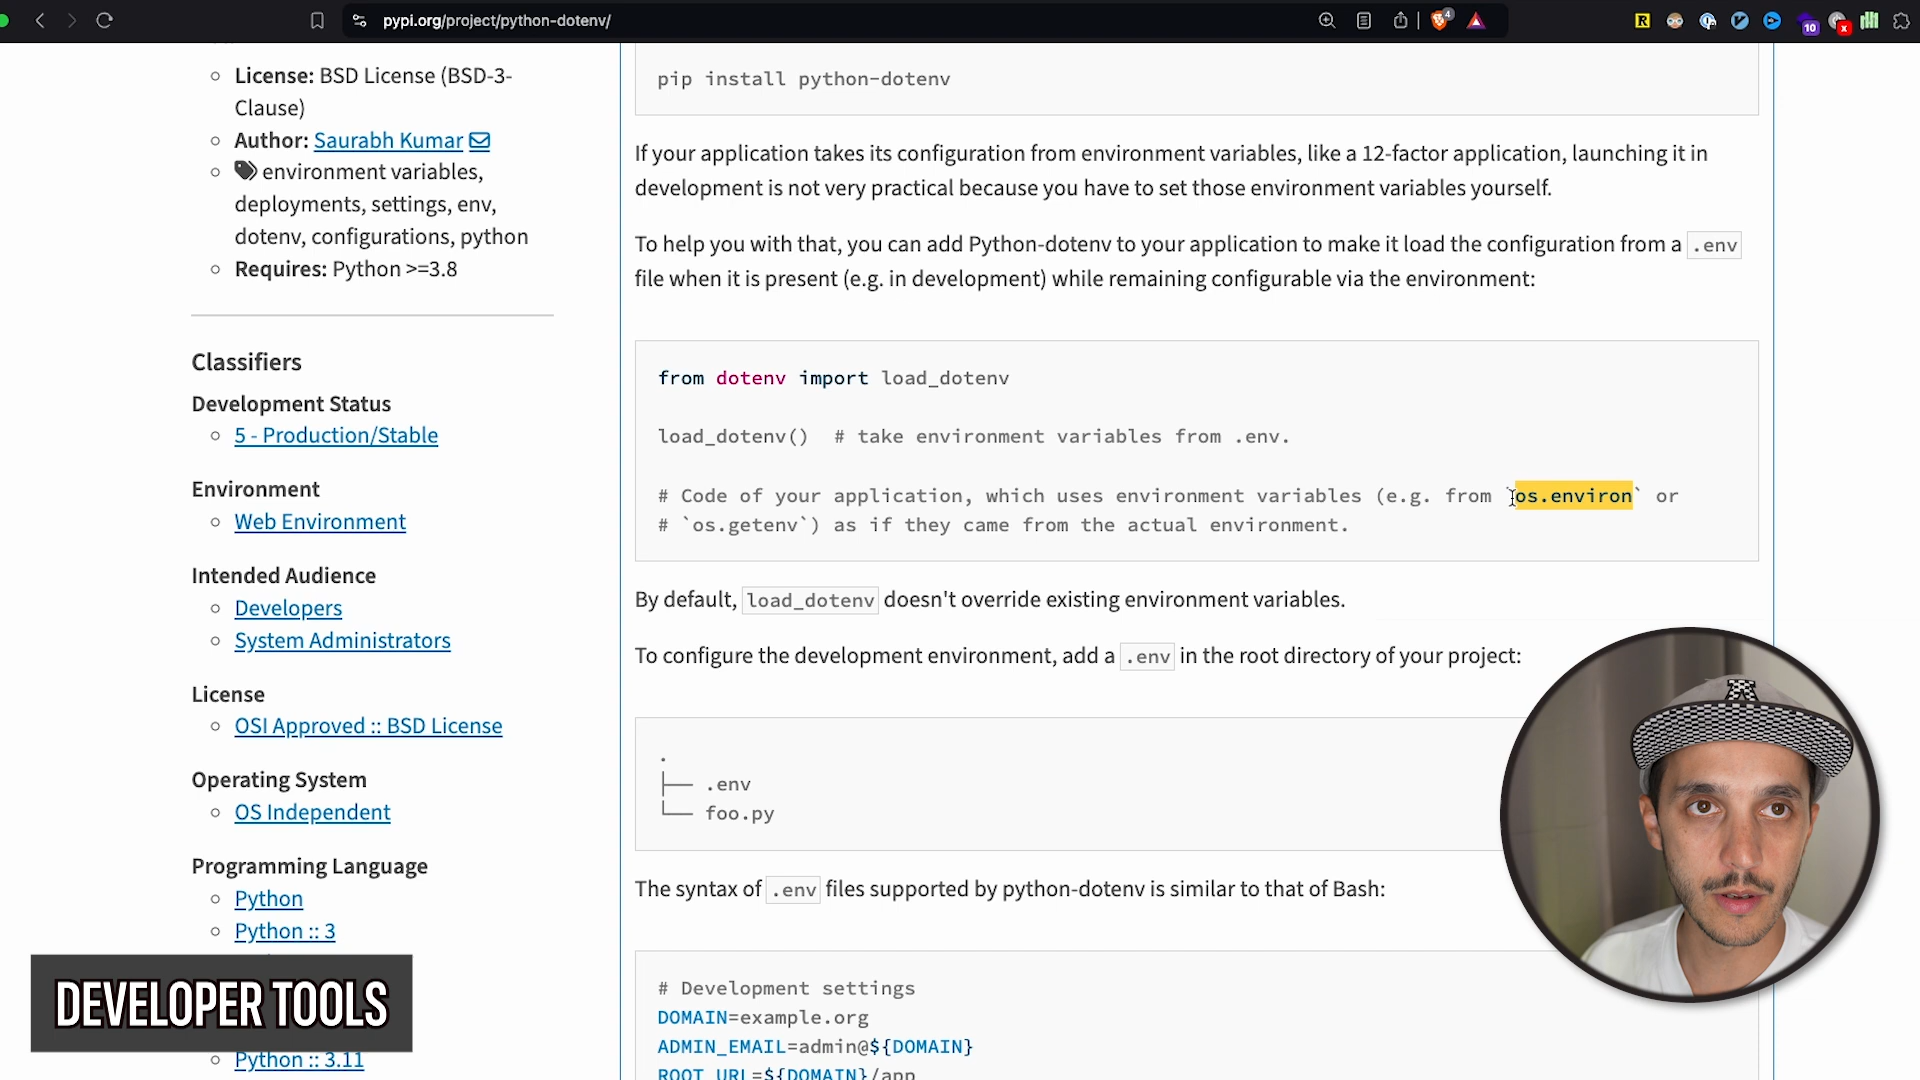 pypi.org/project/python-dotenv/
4
10
x
License: BSD License (BSD-3-
Clause)
Author: Saurabh Kumar
environment variables,
deployments, settings, env,
dotenv, configurations, python
Requires: Python >=3.8
Classifiers
Development Status
5 - Production/Stable
Environment
Web Environment
Intended Audience
Developers
System Administrators
License
OSI Approved :: BSD License
Operating System
OS Independent
Programming Language
Python
Python :: 3
Python :: 3.11
DEVELOPER TOOLS
pip install python-dotenv
If your application takes its configuration from environment variables, like a 12-factor application, launching it in
development is not very practical because you have to set those environment variables yourself.
To help you with that, you can add Python-dotenv to your application to make it load the configuration from a .env
file when it is present (e.g. in development) while remaining configurable via the environment:
from dotenv import load_dotenv
load_dotenv()  # take environment variables from .env.
# Code of your application, which uses environment variables (e.g. from `os.environ` or
# `os.getenv`) as if they came from the actual environment.
By default, load_dotenv doesn't override existing environment variables.
To configure the development environment, add a .env in the root directory of your project:
.
├── .env
└── foo.py
The syntax of .env files supported by python-dotenv is similar to that of Bash:
# Development settings
DOMAIN=example.org
ADMIN_EMAIL=admin@${DOMAIN}
ROOT_URL=${DOMAIN}/app